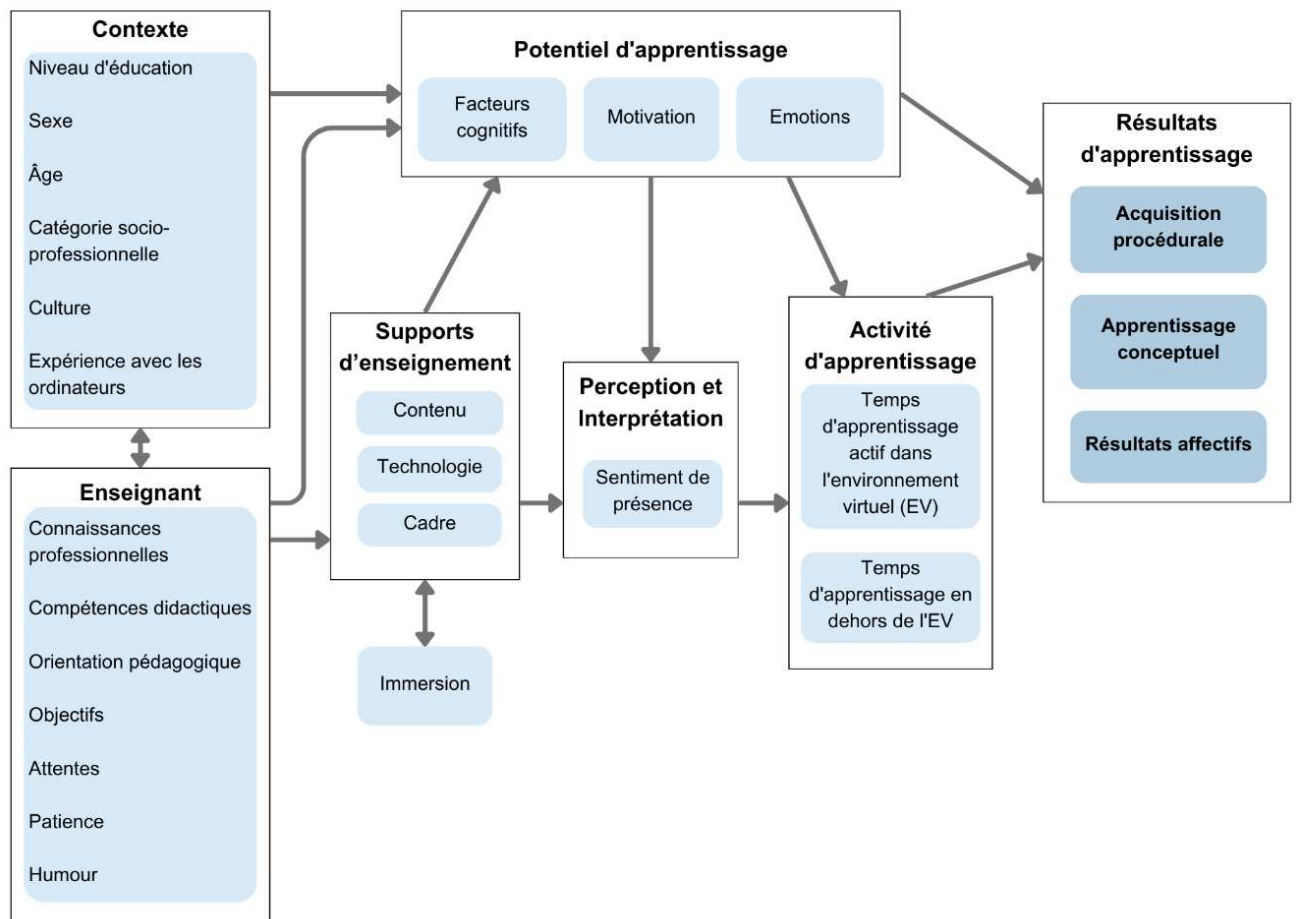 Contexte
Niveau d'éducation
Sexe
Âge
Catégorie socio-
professionnelle
Culture
Expérience avec les
ordinateurs
Enseignant
Connaissances
professionnelles
Compétences didactiques
Orientation pédagogique
Objectifs
Attentes
Patience
Humour
Potentiel d'apprentissage
Facteurs
cognitifs
Motivation
Emotions
Supports
d’enseignement
Contenu
Technologie
Cadre
Immersion
Perception et
Interprétation
Sentiment de
présence
Activité
d'apprentissage
Temps
d'apprentissage
actif dans
l'environnement
virtuel (EV)
Temps
d'apprentissage en
dehors de l'EV
Résultats
d'apprentissage
Acquisition
procédurale
Apprentissage
conceptuel
Résultats affectifs